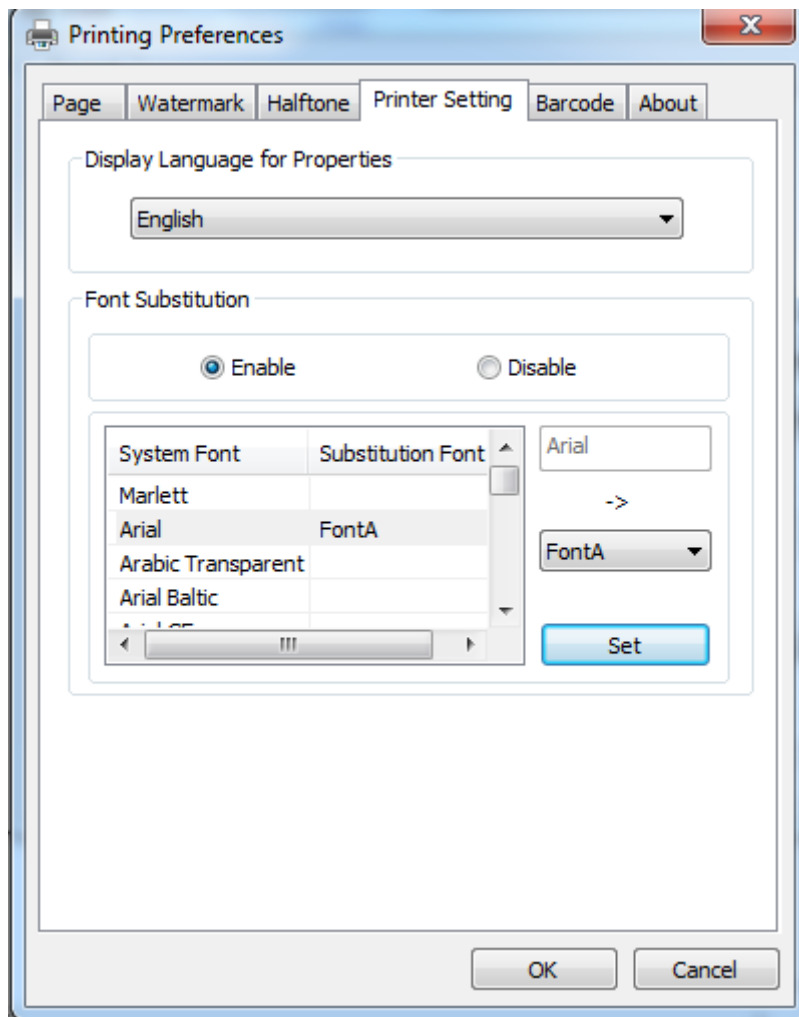 Printing Preferences
Page Watermark Halftone Printer Setting Barcode About
Display Language for Properties
English
Font Substitution
Enable Disable
System Font Substitution Font
Marlett
Arial FontA
Arabic Transparent
Arial Baltic
Arial
->
FontA
Set
OK Cancel